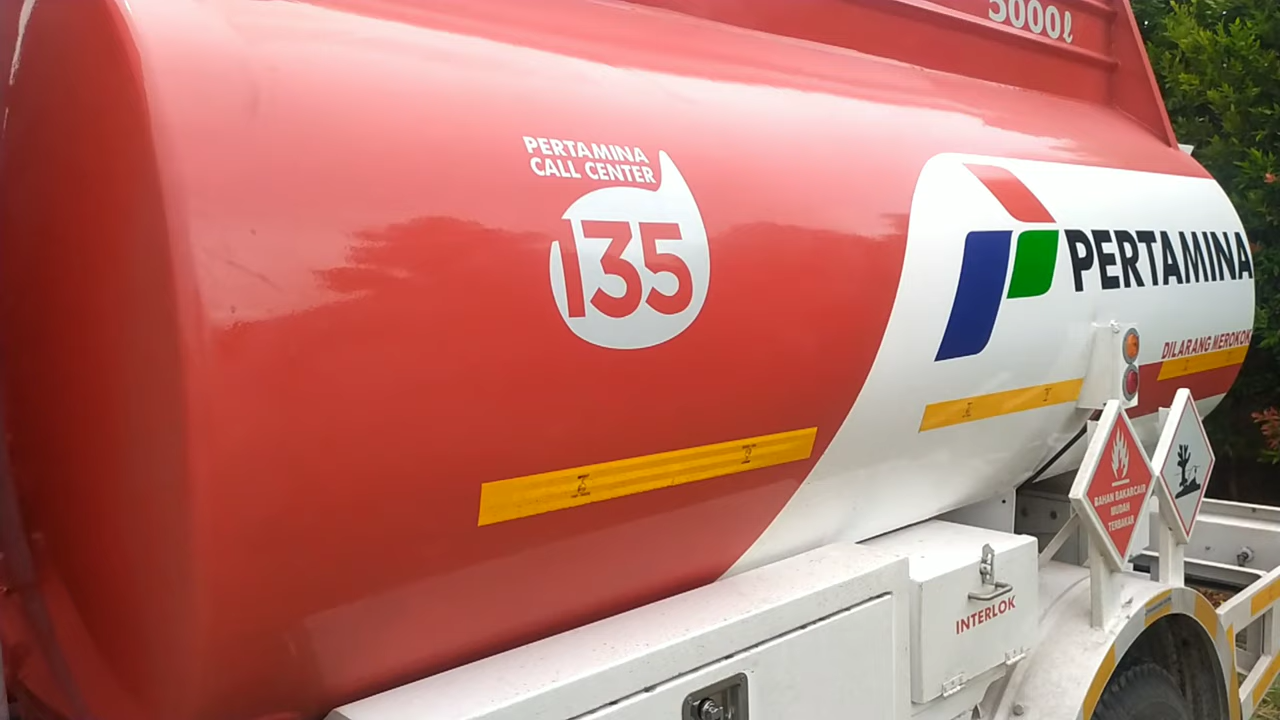 5000ℓ
PERTAMINA
CALL CENTER
135
PERTAMINA
DILARANG MEROKOK
BAHAN BAKAR CAIR
MUDAH
TERBAKAR
INTERLOK